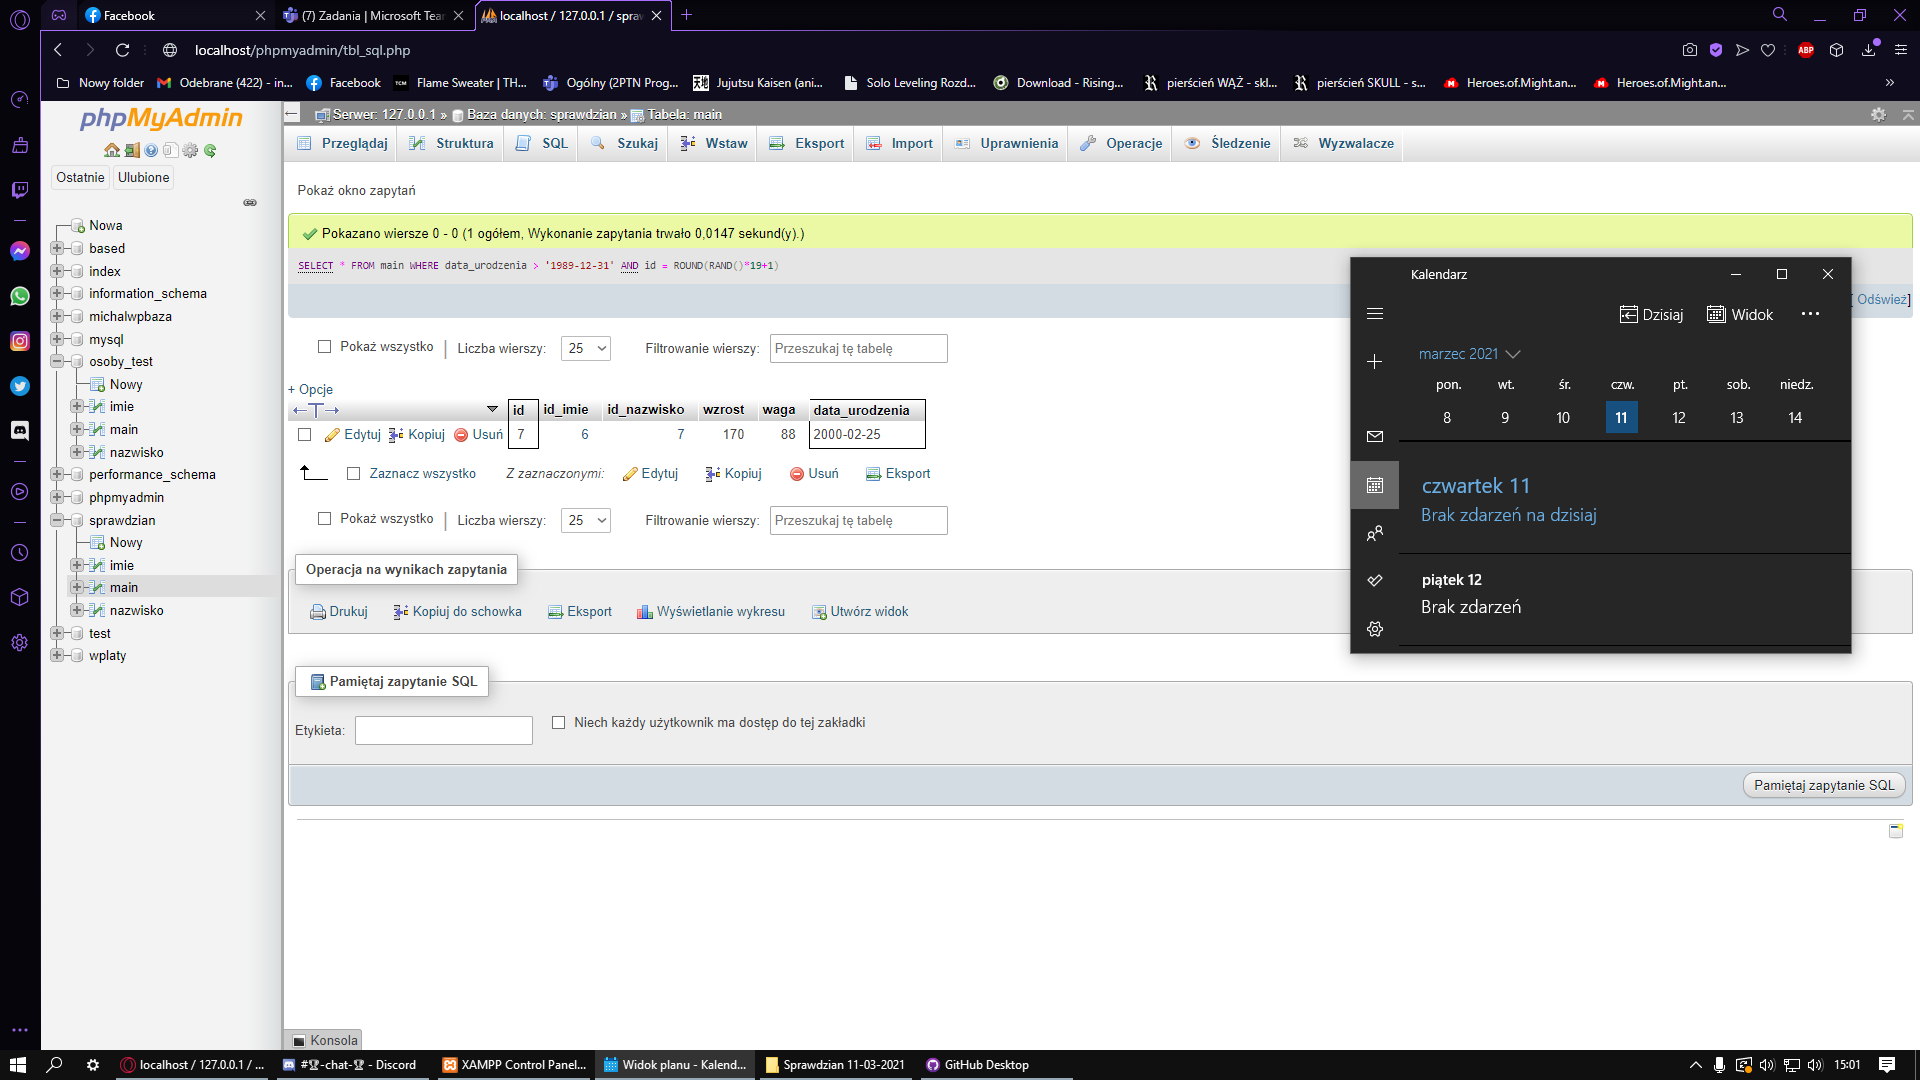 Facebook
(7) Zadania | Microsoft Tear
localhost / 127.0.0.1 / spraw
localhost/phpmyadmin/tbl_sql.php
ABP
Nowy folder
Odebrane (422) - in...
Facebook
Flame Sweater | TH...
Ogólny (2PTN Prog...
Jujutsu Kaisen (ani...
Solo Leveling Rozd...
Download - Rising...
pierścień WĄŻ - skl...
pierścień SKULL - s...
Heroes.of.Might.an...
Heroes.of.Might.an...
phpMyAdmin
Ostatnie
Ulubione
Nowa
based
index
information_schema
michalwpbaza
mysql
osoby_test
Nowy
imie
main
nazwisko
performance_schema
phpmyadmin
sprawdzian
Nowy
imie
main
nazwisko
test
wplaty
Serwer: 127.0.0.1 » Baza danych: sprawdzian » Tabela: main
Przeglądaj
Struktura
SQL
Szukaj
Wstaw
Eksport
Import
Uprawnienia
Operacje
Śledzenie
Wyzwalacze
Pokaż okno zapytań
Pokazano wiersze 0 - 0 (1 ogółem, Wykonanie zapytania trwało 0,0147 sekund(y).)
SELECT * FROM main WHERE data_urodzenia > '1989-12-31' AND id = ROUND(RAND()*19+1)
[ Odśwież]
Pokaż wszystko | Liczba wierszy: 25 Filtrowanie wierszy: Przeszukaj tę tabelę
+ Opcje
←T→ id id_imie id_nazwisko wzrost waga data_urodzenia
Edytuj Kopiuj Usuń 7 6 7 170 88 2000-02-25
Zaznacz wszystko Z zaznaczonymi: Edytuj Kopiuj Usuń Eksport
Pokaż wszystko | Liczba wierszy: 25 Filtrowanie wierszy: Przeszukaj tę tabelę
Operacja na wynikach zapytania
Drukuj Kopiuj do schowka Eksport Wyświetlanie wykresu Utwórz widok
Pamiętaj zapytanie SQL
Etykieta: Niech każdy użytkownik ma dostęp do tej zakładki
Pamiętaj zapytanie SQL
Konsola
Kalendarz
Dzisiaj Widok
marzec 2021
pon. wt. śr. czw. pt. sob. niedz.
8 9 10 11 12 13 14
czwartek 11
Brak zdarzeń na dzisiaj
piątek 12
Brak zdarzeń
localhost / 127.0.0.1 / ...
#🏆-chat-🏆 - Discord
XAMPP Control Panel...
Widok planu - Kalend...
Sprawdzian 11-03-2021
GitHub Desktop
15:01